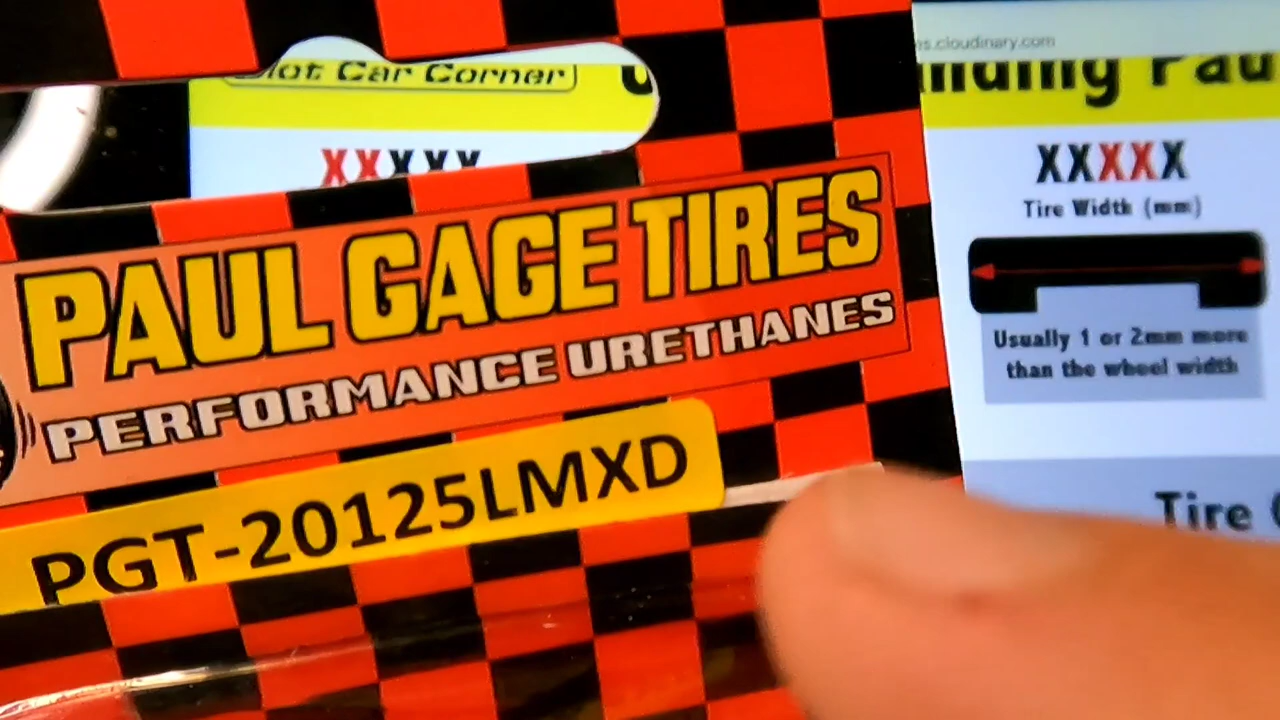 s.cloudinary.com
Slot Car Corner
XXXXX
PAUL GAGE TIRES
PERFORMANCE URETHANES
PGT-20125LMXD
XXXXX
Tire Width (mm)
Usually 1 or 2mm more
than the wheel width
Tire